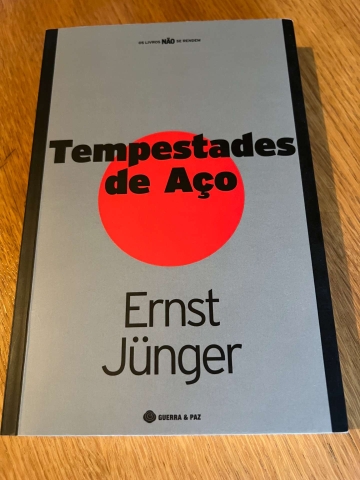 OS LIVROS NÃO SE RENDEM
Tempestades
de Aço
Ernst
Jünger
GUERRA & PAZ